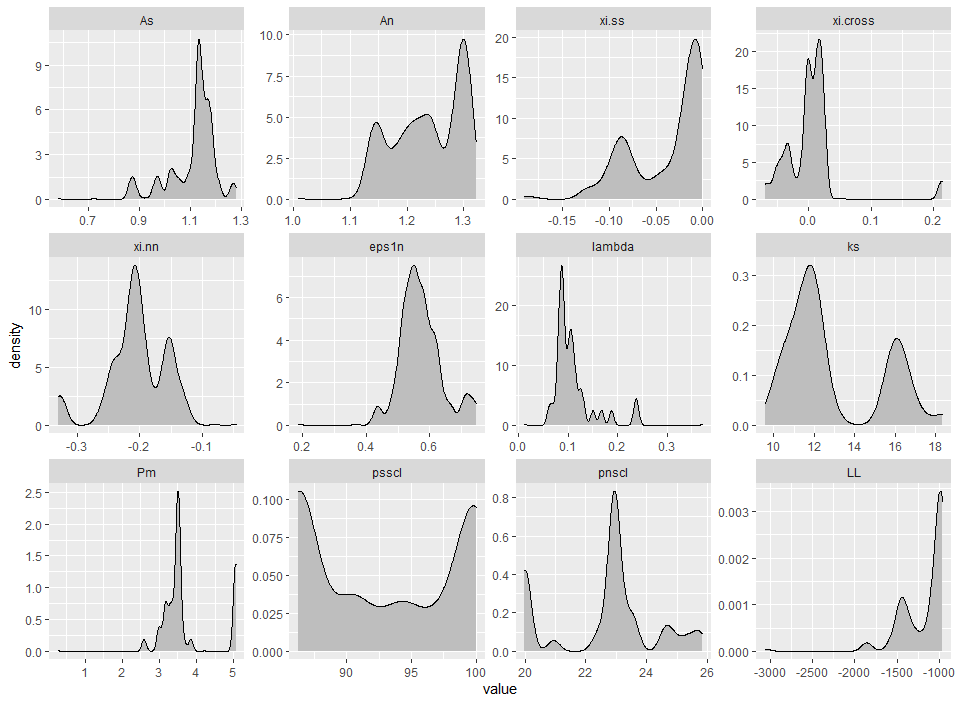 As An xi.ss xi.cross
0 3 6 9
0.7 0.9 1.1 1.3
0.0 2.5 5.0 7.5 10.0
1.0 1.1 1.2 1.3
0 5 10 15 20
-0.15 -0.10 -0.05 0.00
0 5 10 15 20
0.0 0.1 0.2
xi.nn eps1n lambda ks
0 5 10
-0.3 -0.2 -0.1
0 2 4 6
0.2 0.3 0.4 0.5 0.6
0 10 20
0.0 0.1 0.2 0.3
0.0 0.1 0.2 0.3
10 12 14 16 18
Pm psscl pnscl LL
0.0 0.5 1.0 1.5 2.0 2.5
1 2 3 4 5
0.000 0.025 0.050 0.075 0.100
90 95 100
0.0 0.2 0.4 0.6 0.8
20 22 24 26
0.000 0.001 0.002 0.003
-3000 -2500 -2000 -1500 -1000
density
value